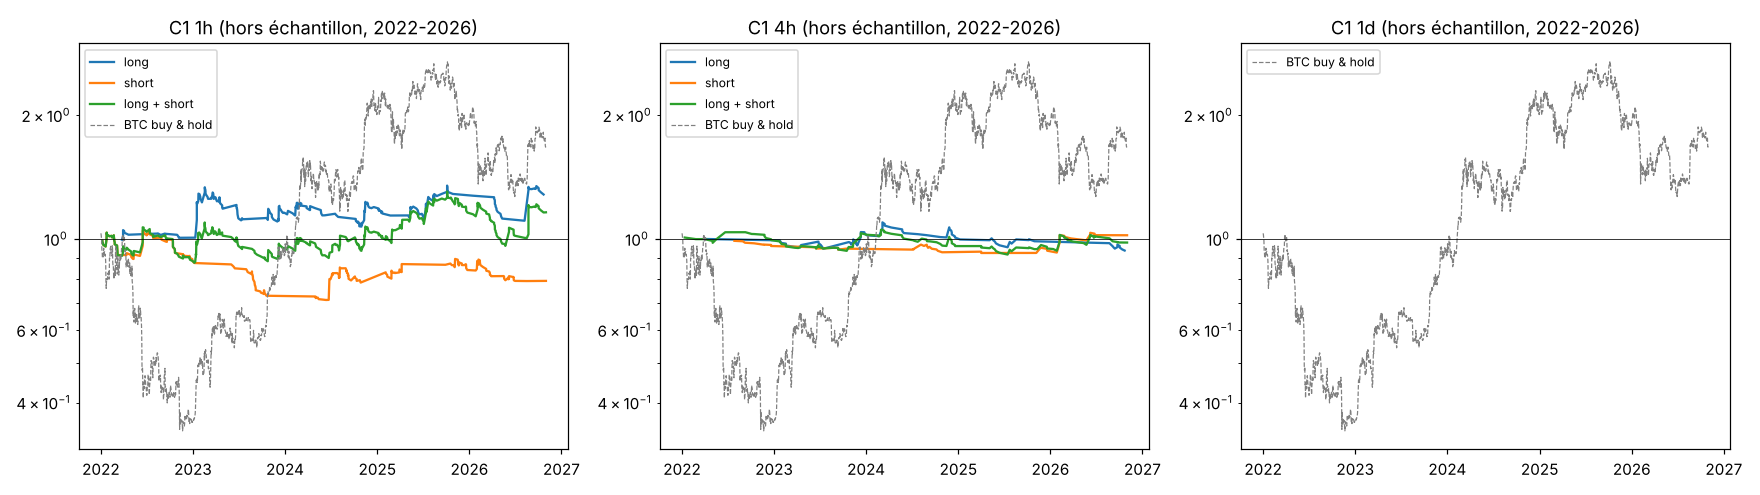 C1 1h (hors échantillon, 2022-2026)
long
short
long + short
BTC buy & hold
2 × 10⁰
10⁰
6 × 10⁻¹
4 × 10⁻¹
2022 2023 2024 2025 2026 2027
C1 4h (hors échantillon, 2022-2026)
long
short
long + short
BTC buy & hold
2 × 10⁰
10⁰
6 × 10⁻¹
4 × 10⁻¹
2022 2023 2024 2025 2026 2027
C1 1d (hors échantillon, 2022-2026)
BTC buy & hold
2 × 10⁰
10⁰
6 × 10⁻¹
4 × 10⁻¹
2022 2023 2024 2025 2026 2027